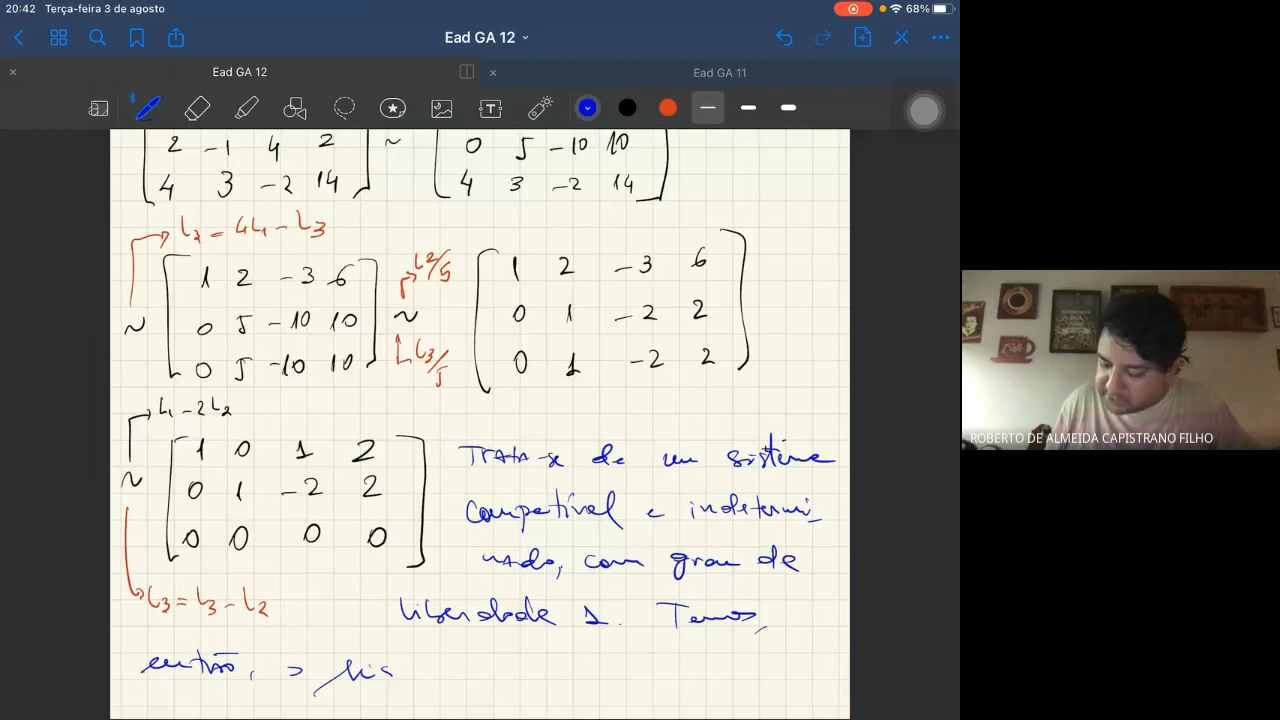 20:42 Terça-feira 3 de agosto
68%
Ead GA 12
Ead GA 12
Ead GA 11
2 -1 4 2 ~ 0 5 -10 10
4 3 -2 14 4 3 -2 14
= 4L1 - L3
1 2 -3 6
0 5 -10 10
0 5 -10 10
~
L2/5
~
L3/5
1 2 -3 6
0 1 -2 2
0 1 -2 2
L1 - 2L2
~
1 0 1 2
0 1 -2 2
0 0 0 0
L3 = L3 - L2
Trata-se de um sistema
compatível e indetermi_
nado, com grau de
liberdade 1. Temos,
então,
ROBERTO DE ALMEIDA CAPISTRANO FILHO